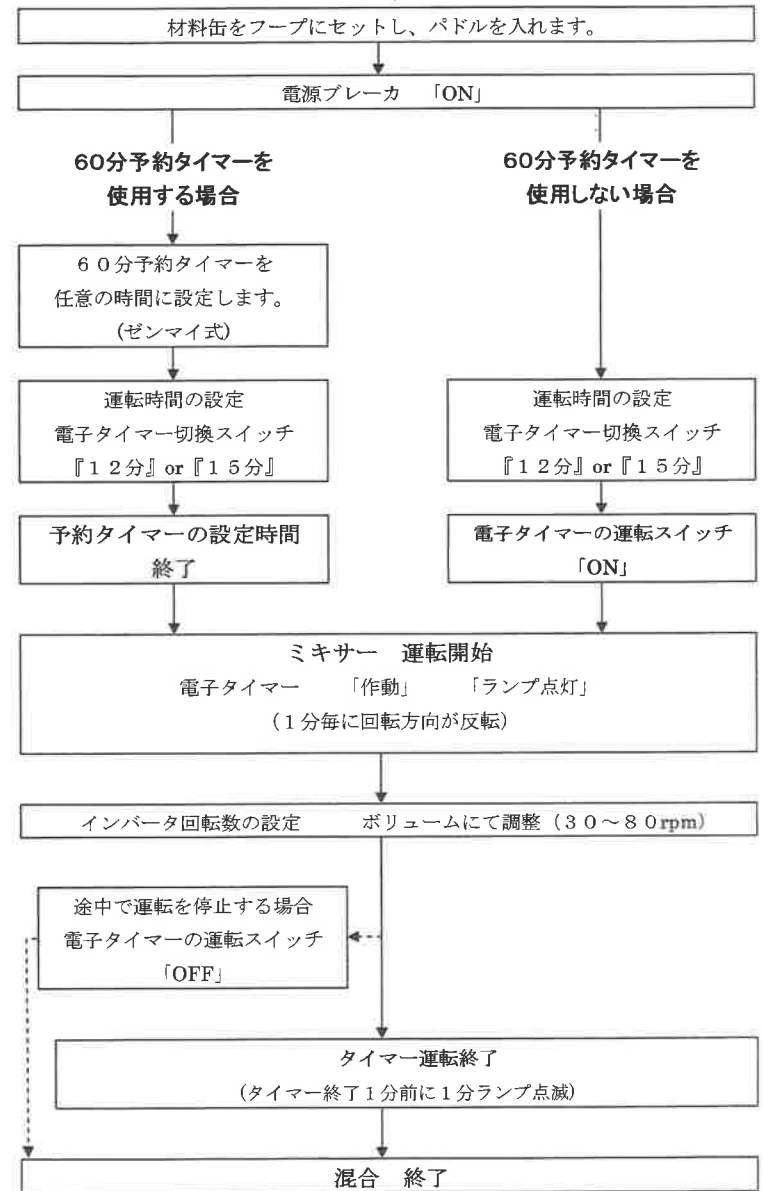 材料缶をフープにセットし、パドルを入れます。
電源ブレーカ　「ON」
60分予約タイマーを
使用する場合
60分予約タイマーを
使用しない場合
６０分予約タイマーを
任意の時間に設定します。
(ゼンマイ式)
運転時間の設定
電子タイマー切換スイッチ
『１２分』or『１５分』
運転時間の設定
電子タイマー切換スイッチ
『１２分』or『１５分』
予約タイマーの設定時間
終了
電子タイマーの運転スイッチ
「ON」
ミキサー　運転開始
電子タイマー　　「作動」　　「ランプ点灯」
(１分毎に回転方向が反転)
インバータ回転数の設定　　　ボリュームにて調整（３０～８０rpm）
途中で運転を停止する場合
電子タイマーの運転スイッチ
「OFF」
タイマー運転終了
(タイマー終了１分前に１分ランプ点滅)
混合　終了